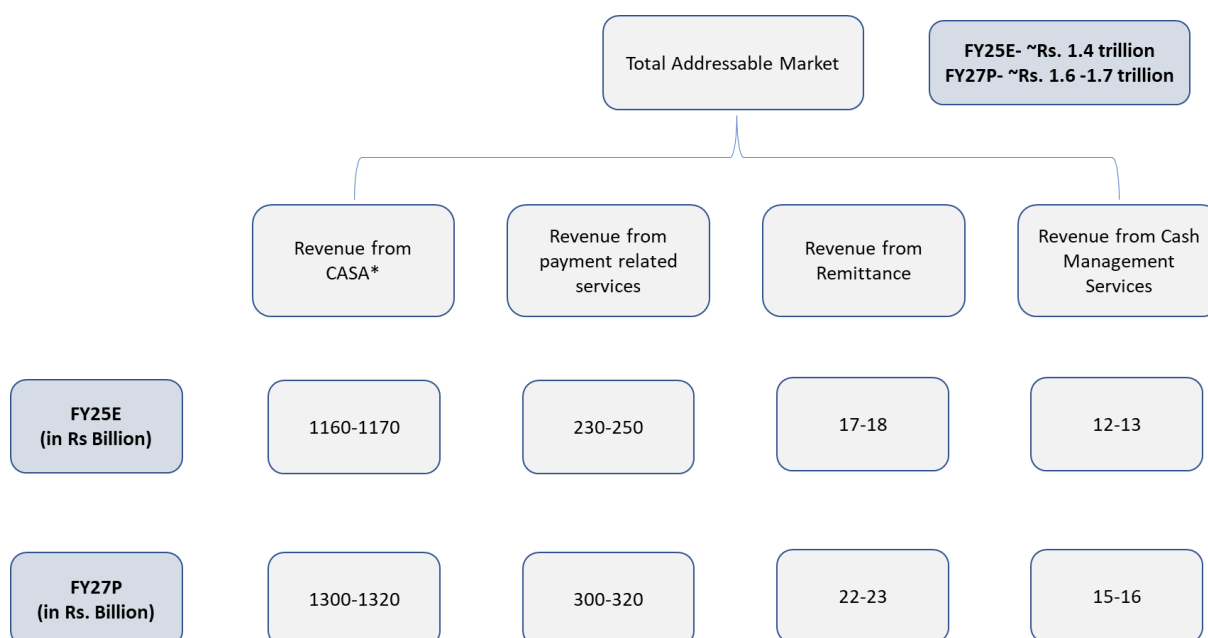 Total Addressable Market
FY25E- ~Rs. 1.4 trillion
FY27P- ~Rs. 1.6 -1.7 trillion
Revenue from
CASA*
Revenue from
payment related
services
Revenue from
Remittance
Revenue from Cash
Management
Services
FY25E
(in Rs Billion)
1160-1170
230-250
17-18
12-13
FY27P
(in Rs. Billion)
1300-1320
300-320
22-23
15-16